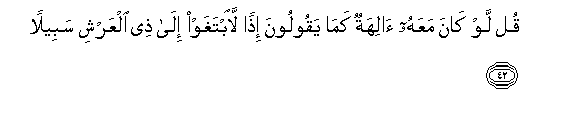 قُل لَّوْ كَانَ مَعَهُۥٓ ءَالِهَةٌ كَمَا يَقُولُونَ إِذًا لَّٱبْتَغَوْا۟ إِلَىٰ ذِى ٱلْعَرْشِ سَبِيلًا
٤٢